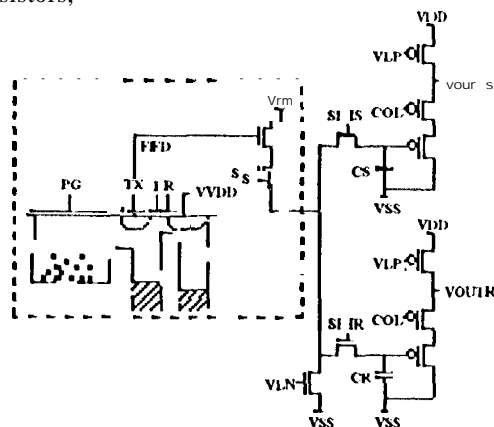 sistors,
VDD
VLP
vour s
Vrm
SHS
COL
FFD
SS
CS
PG
TX
R
VVDD
VSS
VDD
VLP
VOUTR
COL
SHR
VLN
CR
VSS
VSS